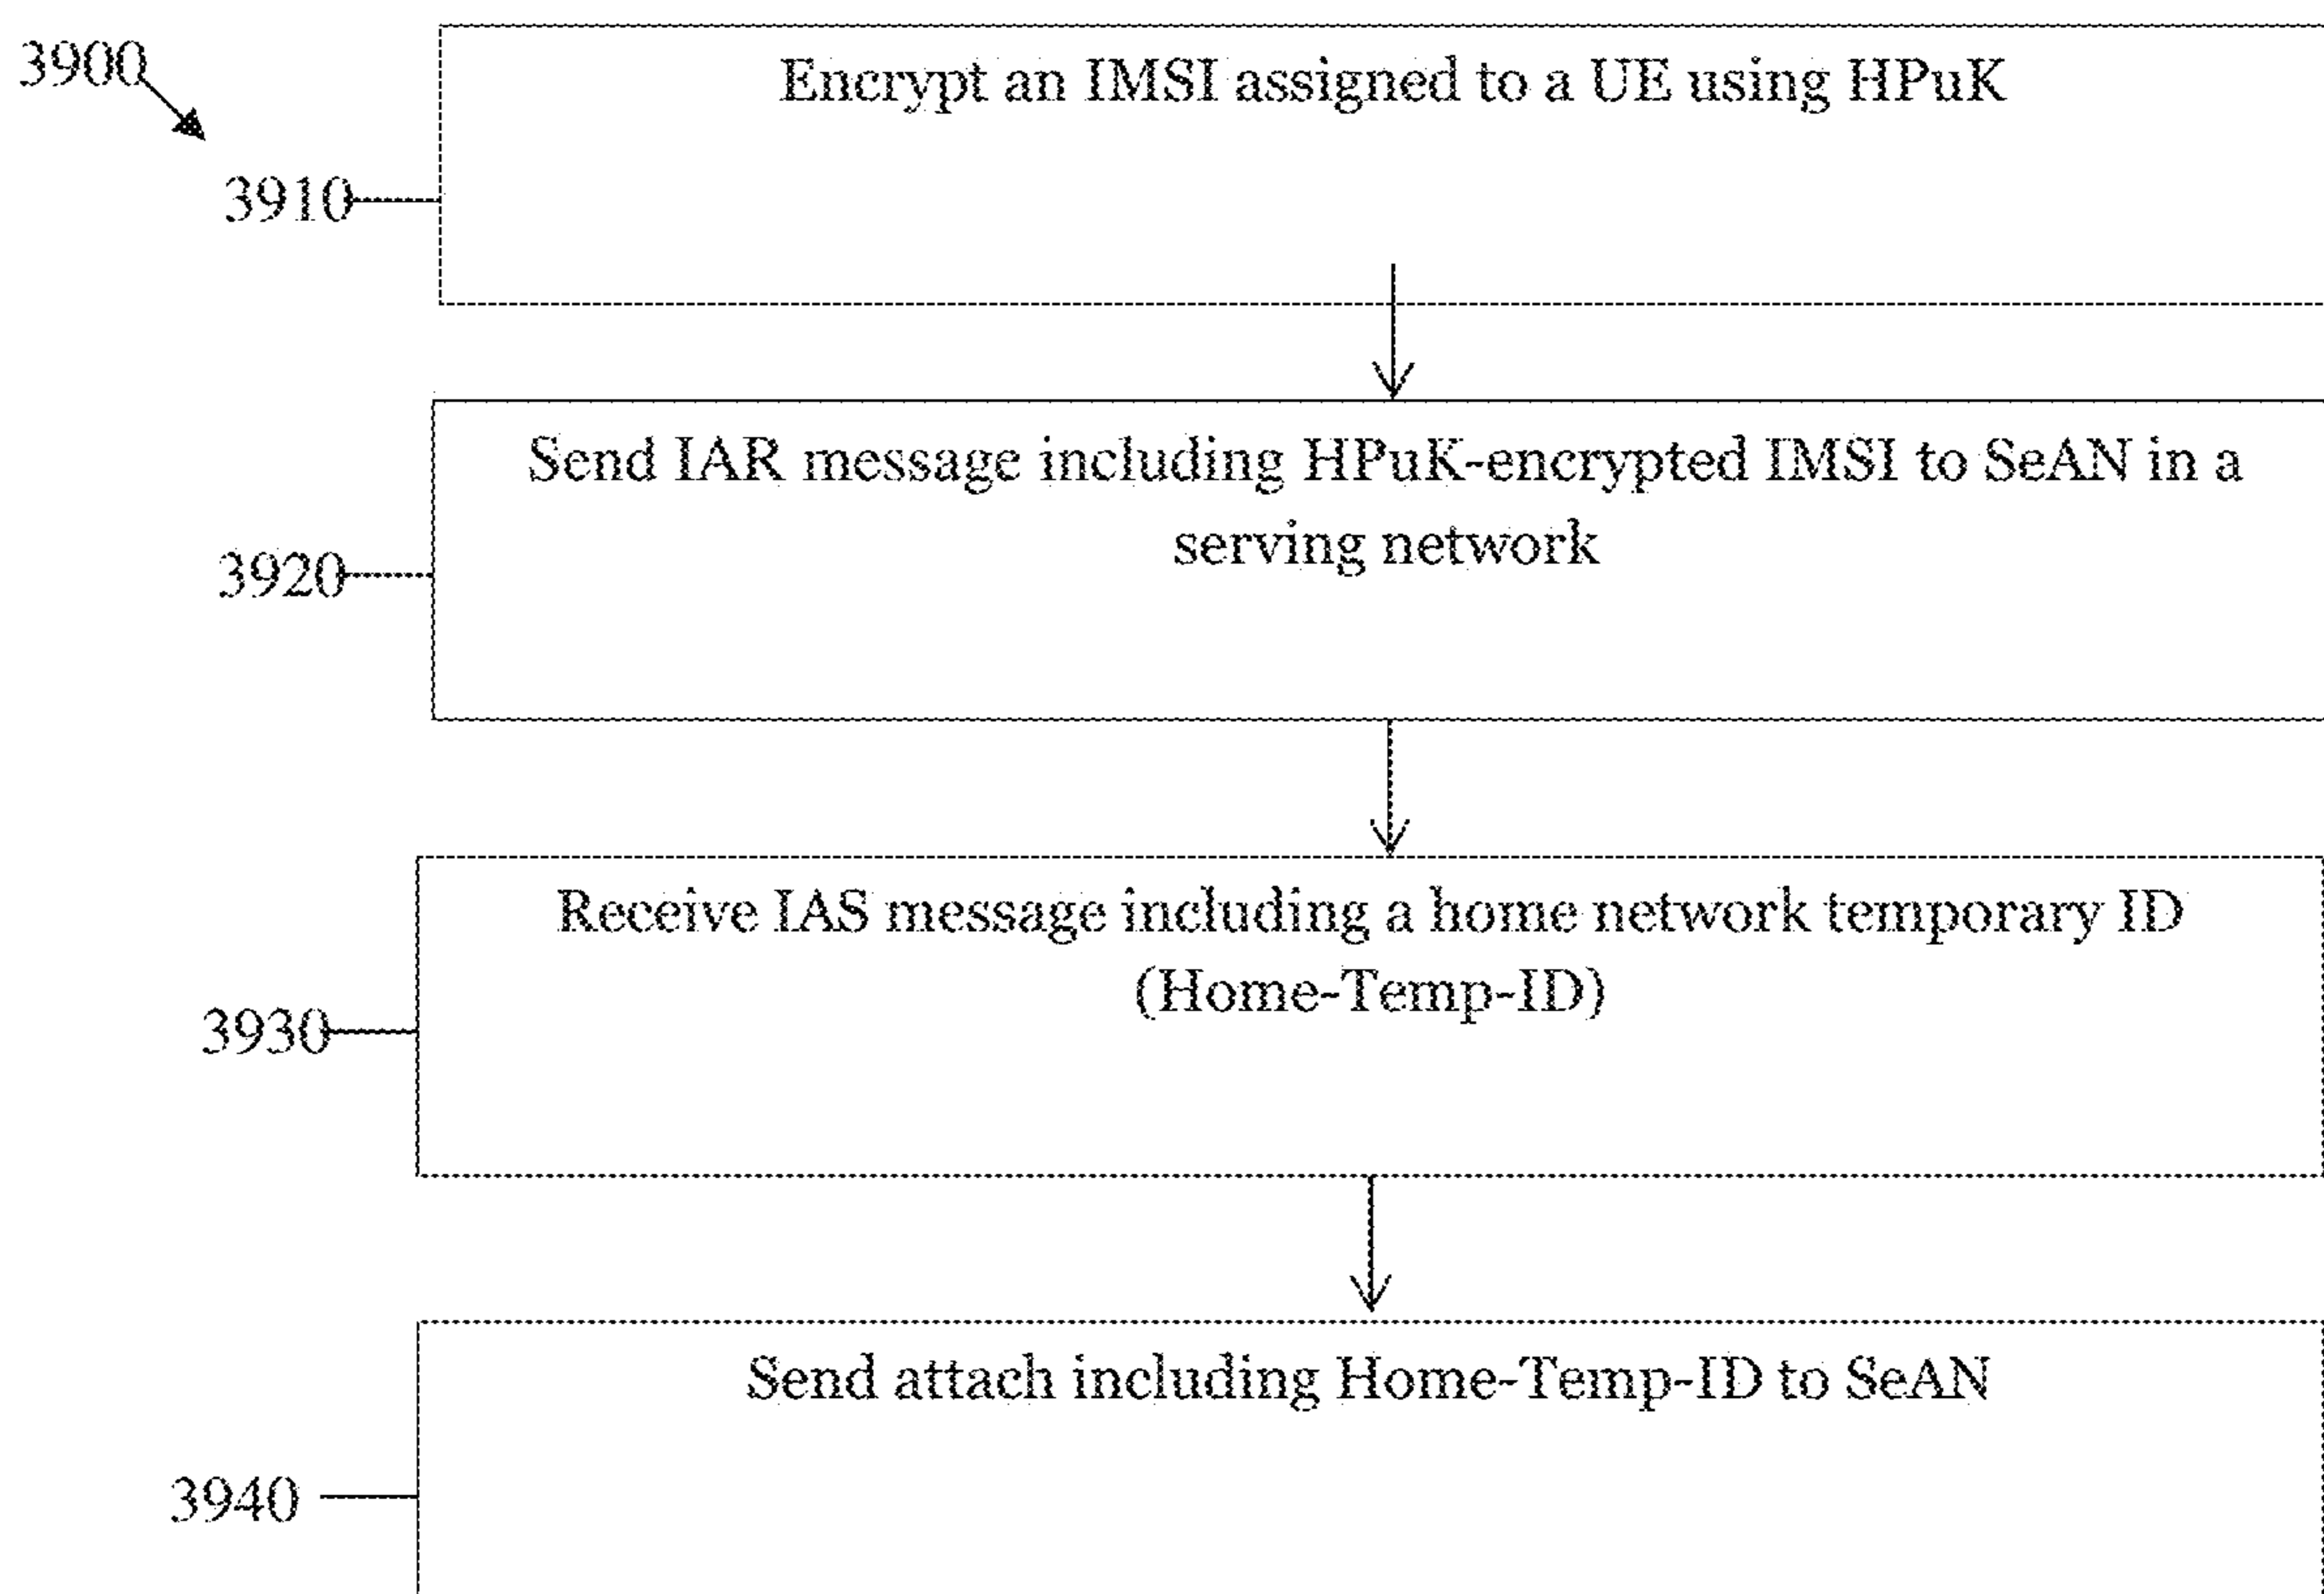 3900
Encrypt an IMSI assigned to a UE using HPuK
3910
Send IAR message including HPuK-encrypted IMSI to SeAN in a
serving network
3920
Receive IAS message including a home network temporary ID
(Home-Temp-ID)
3930
Send attach including Home-Temp-ID to SeAN
3940